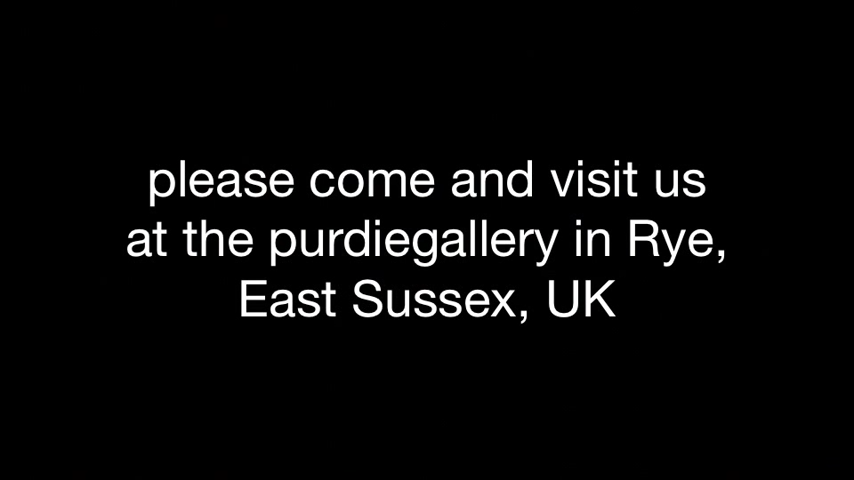 please come and visit us
at the purdiegallery in Rye,
East Sussex, UK